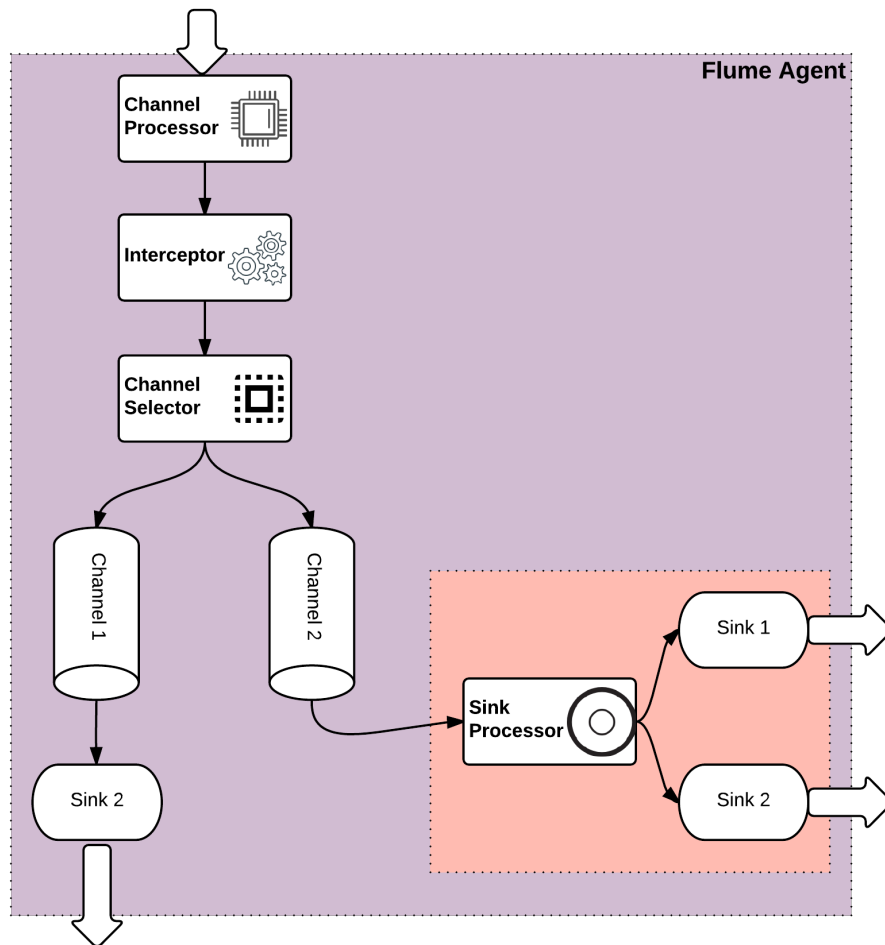 Flume Agent
Channel
Processor
Interceptor
Channel
Selector
Channel 1
Channel 2
Sink 1
Sink
Processor
Sink 2
Sink 2